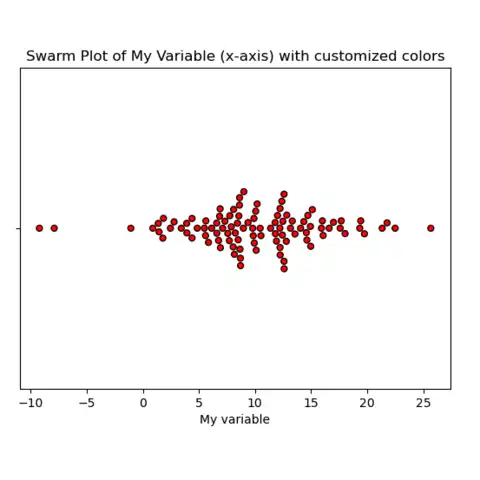 Swarm Plot of My Variable (x-axis) with customized colors
−10 −5 0 5 10 15 20 25
My variable